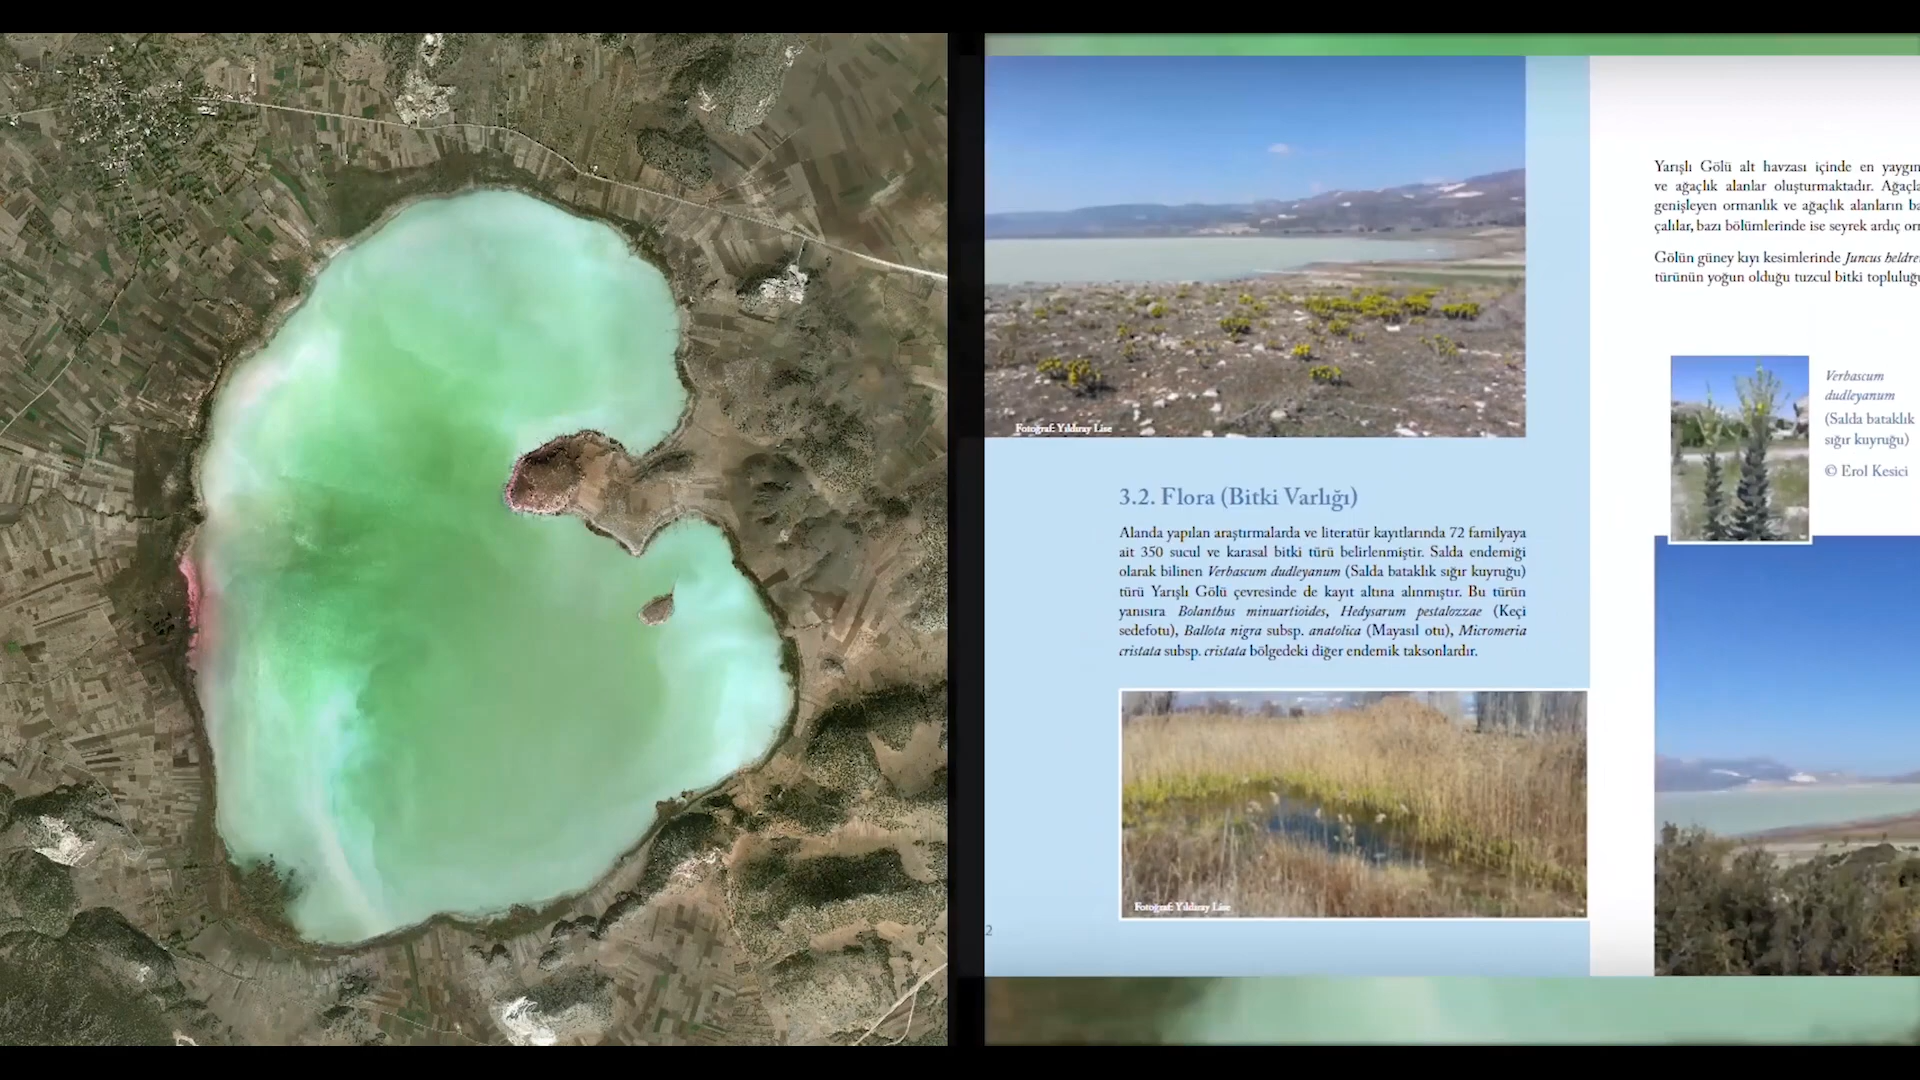 Fotoğraf: Yıldıray Lise
3.2. Flora (Bitki Varlığı)
Alanda yapılan araştırmalarda ve literatür kayıtlarında 72 familyaya
ait 350 sucul ve karasal bitki türü belirlenmiştir. Salda endemiği
olarak bilinen Verbascum dudleyanum (Salda bataklık sığır kuyruğu)
türü Yarışlı Gölü çevresinde de kayıt altına alınmıştır. Bu türün
yanısıra Bolanthus minuartioides, Hedysarum pestalozzae (Keçi
sedefotu), Ballota nigra subsp. anatolica (Mayasıl otu), Micromeria
cristata subsp. cristata bölgedeki diğer endemik taksonlardır.
Fotoğraf: Yıldıray Lise
2
Yarışlı Gölü alt havzası içinde en yaygın
ve ağaçlık alanlar oluşturmaktadır. Ağaçla
genişleyen ormanlık ve ağaçlık alanların ba
çalılar, bazı bölümlerinde ise seyrek ardıç or
Gölün güney kıyı kesimlerinde Juncus heldre
türünün yoğun olduğu tuzcul bitki topluluğu
Verbascum
dudleyanum
(Salda bataklık
sığır kuyruğu)
© Erol Kesici